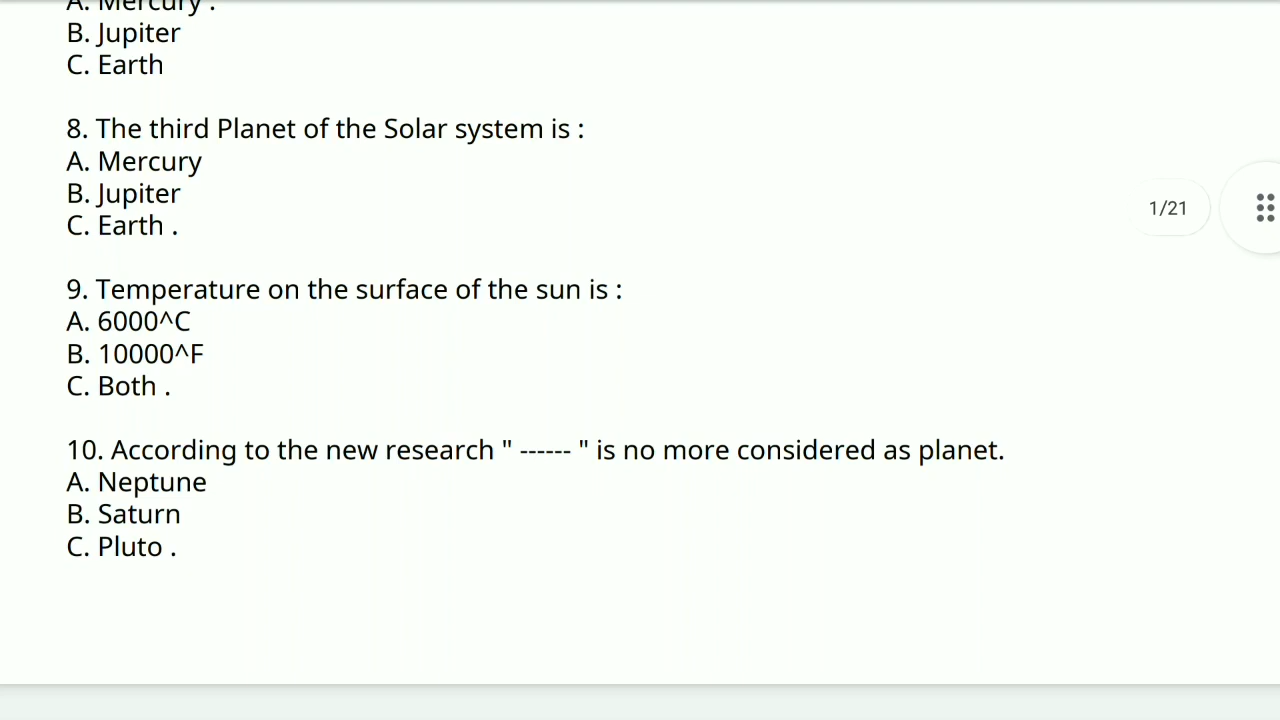 A. Mercury .
B. Jupiter
C. Earth
8. The third Planet of the Solar system is :
A. Mercury
B. Jupiter
C. Earth .
1/21
9. Temperature on the surface of the sun is :
A. 6000^C
B. 10000^F
C. Both .
10. According to the new research " ------ " is no more considered as planet.
A. Neptune
B. Saturn
C. Pluto .